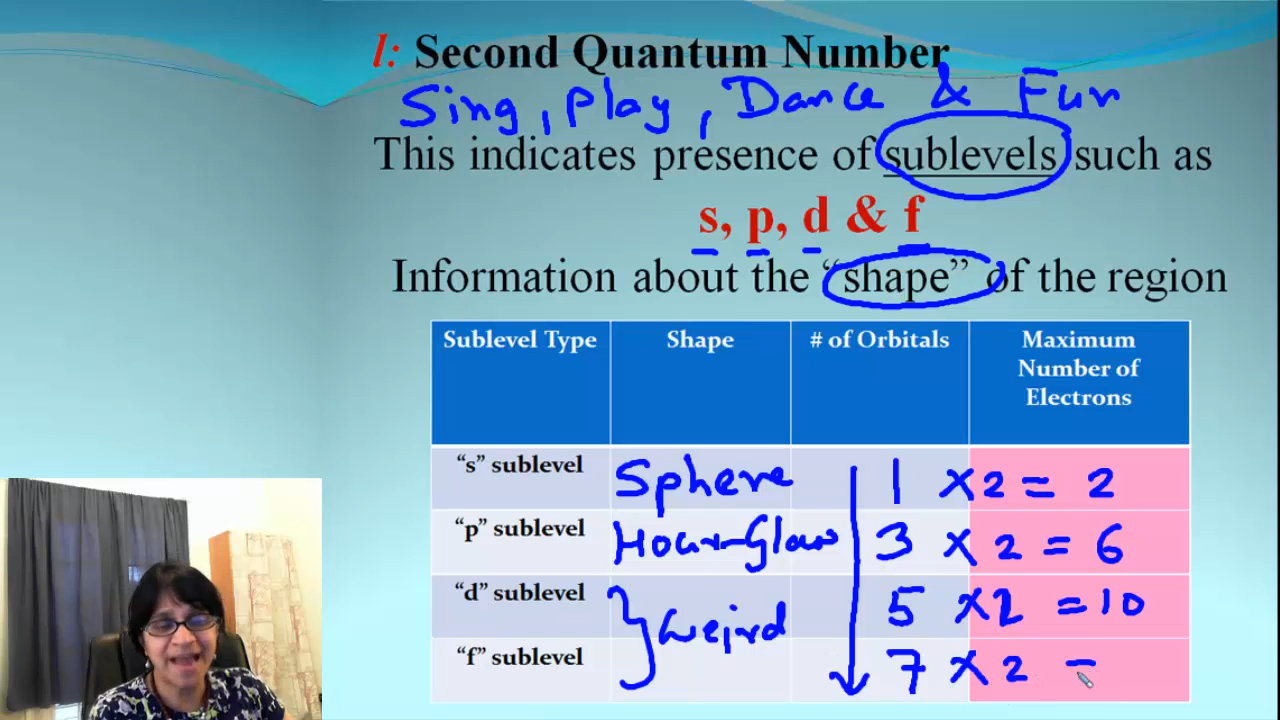 l: Second Quantum Number
Sing, Play, Dance & Fun
This indicates presence of sublevels such as
s, p, d & f
Information about the “shape” of the region
Sublevel Type Shape # of Orbitals Maximum
Number of
Electrons
“s” sublevel Sphere 1 × 2 = 2
“p” sublevel Hour-Glass 3 × 2 = 6
“d” sublevel 5 × 2 = 10
Weird
“f” sublevel 7 × 2 =